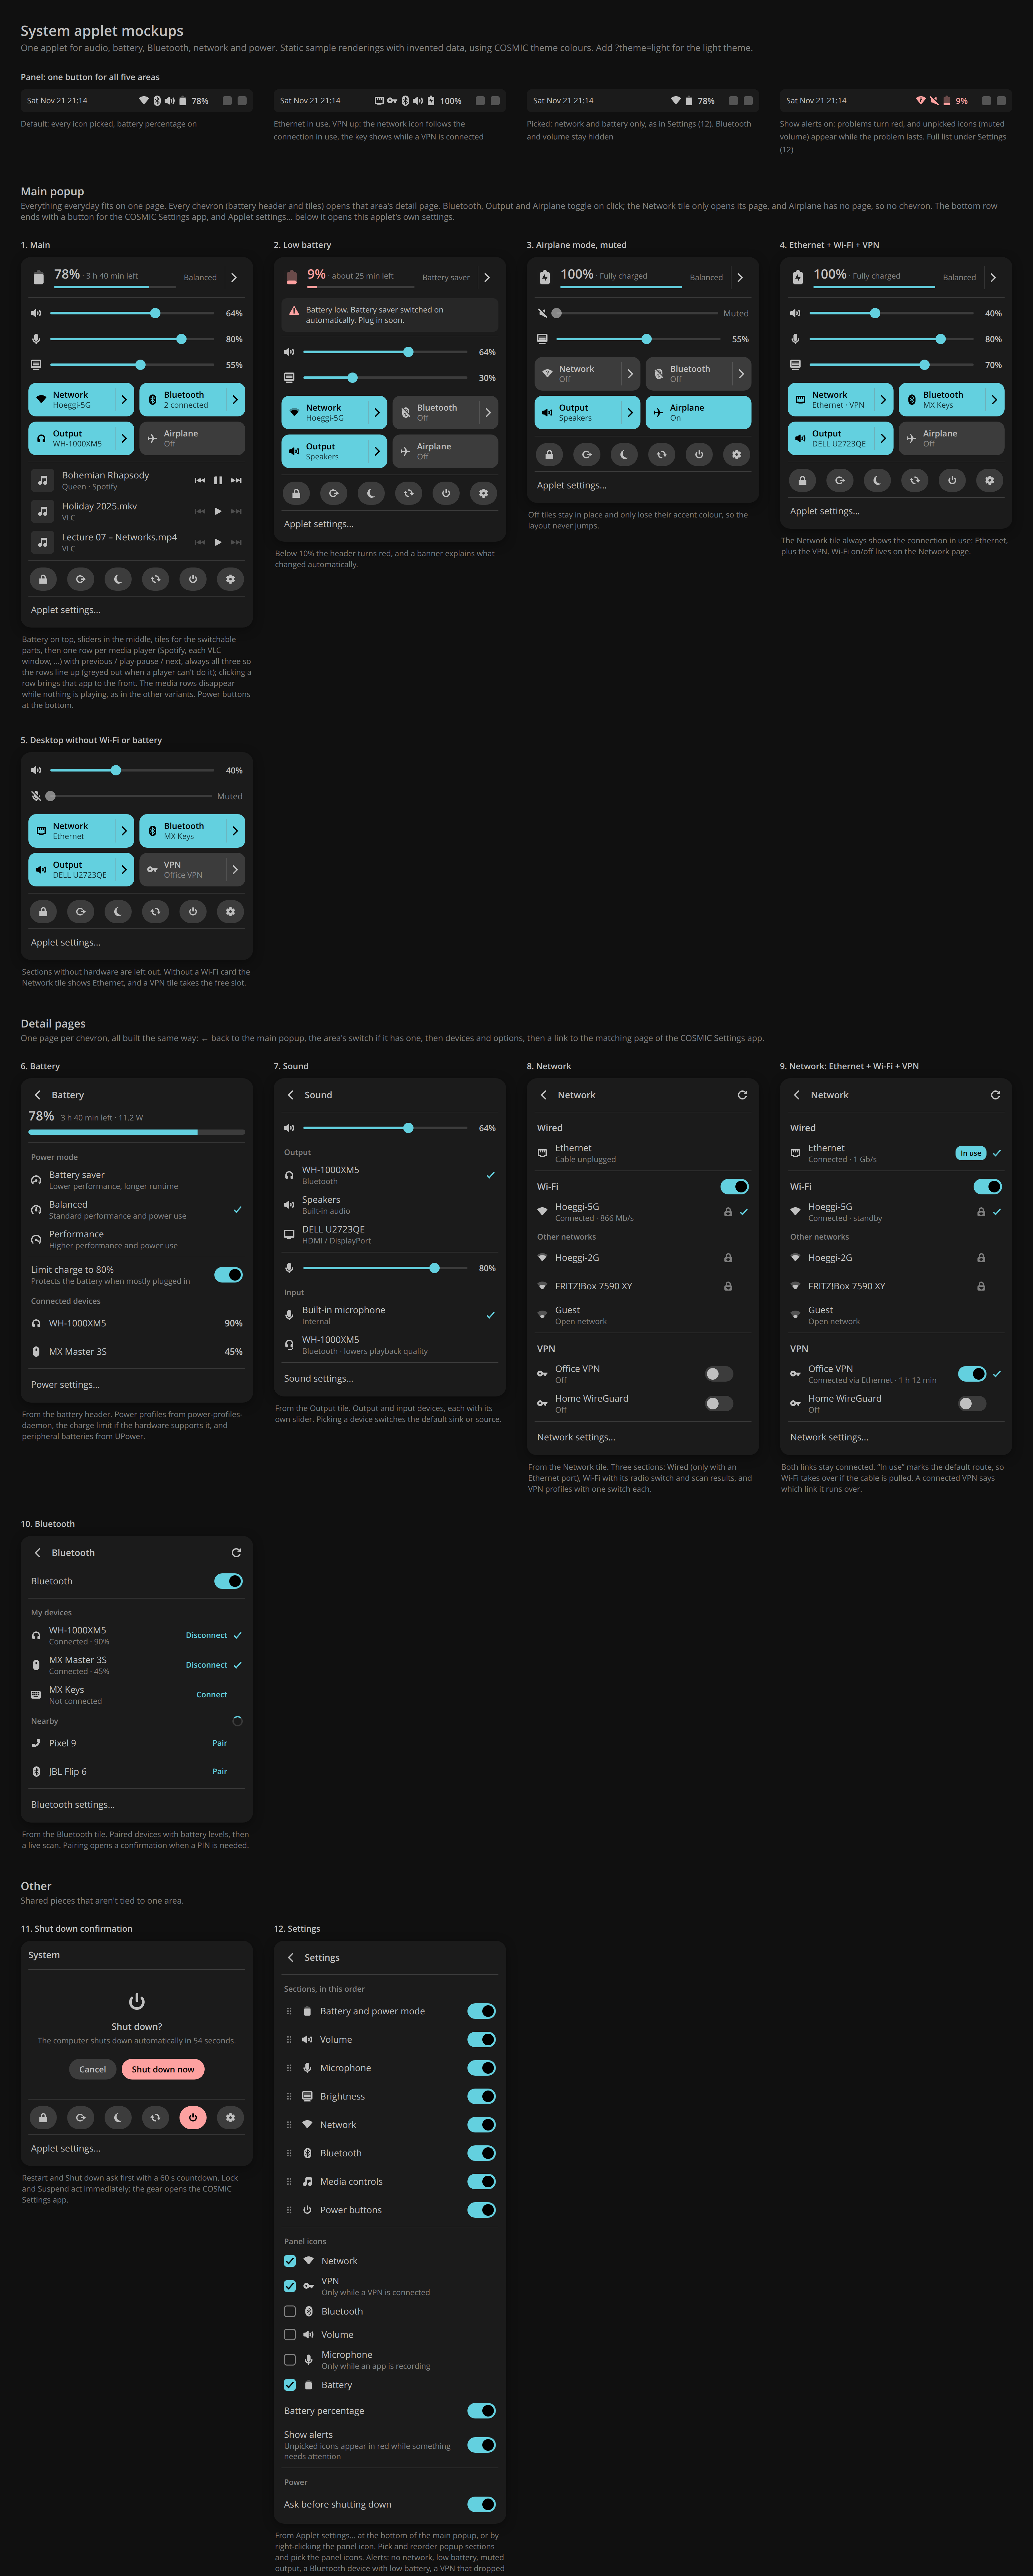 System applet mockups
One applet for audio, battery, Bluetooth, network and power. Static sample renderings with invented data, using COSMIC theme colours. Add ?theme=light for the light theme.
Panel: one button for all five areas
Sat Nov 21 21:14
78%
Default: every icon picked, battery percentage on
Sat Nov 21 21:14
100%
Ethernet in use, VPN up: the network icon follows the
connection in use, the key shows while a VPN is connected
Sat Nov 21 21:14
78%
Picked: network and battery only, as in Settings (12). Bluetooth
and volume stay hidden
Sat Nov 21 21:14
9%
Show alerts on: problems turn red, and unpicked icons (muted
volume) appear while the problem lasts. Full list under Settings
(12)
Main popup
Everything everyday fits on one page. Every chevron (battery header and tiles) opens that area's detail page. Bluetooth, Output and Airplane toggle on click; the Network tile only opens its page, and Airplane has no page, so no chevron. The bottom row
ends with a button for the COSMIC Settings app, and Applet settings... below it opens this applet's own settings.
1. Main
78% · 3 h 40 min left
Balanced
64%
80%
55%
Network
Hoeggi-5G
Bluetooth
2 connected
Output
WH-1000XM5
Airplane
Off
Bohemian Rhapsody
Queen · Spotify
Holiday 2025.mkv
VLC
Lecture 07 – Networks.mp4
VLC
Applet settings...
Battery on top, sliders in the middle, tiles for the switchable
parts, then one row per media player (Spotify, each VLC
window, ...) with previous / play-pause / next, always all three so
the rows line up (greyed out when a player can't do it); clicking a
row brings that app to the front. The media rows disappear
while nothing is playing, as in the other variants. Power buttons
at the bottom.
2. Low battery
9% · about 25 min left
Battery saver
Battery low. Battery saver switched on
automatically. Plug in soon.
64%
30%
Network
Hoeggi-5G
Bluetooth
Off
Output
Speakers
Airplane
Off
Applet settings...
Below 10% the header turns red, and a banner explains what
changed automatically.
3. Airplane mode, muted
100% · Fully charged
Balanced
Muted
55%
Network
Off
Bluetooth
Off
Output
Speakers
Airplane
On
Applet settings...
Off tiles stay in place and only lose their accent colour, so the
layout never jumps.
4. Ethernet + Wi-Fi + VPN
100% · Fully charged
Balanced
40%
80%
70%
Network
Ethernet · VPN
Bluetooth
MX Keys
Output
DELL U2723QE
Airplane
Off
Applet settings...
The Network tile always shows the connection in use: Ethernet,
plus the VPN. Wi-Fi on/off lives on the Network page.
5. Desktop without Wi-Fi or battery
40%
Muted
Network
Ethernet
Bluetooth
MX Keys
Output
DELL U2723QE
VPN
Office VPN
Applet settings...
Sections without hardware are left out. Without a Wi-Fi card the
Network tile shows Ethernet, and a VPN tile takes the free slot.
Detail pages
One page per chevron, all built the same way: ← back to the main popup, the area's switch if it has one, then devices and options, then a link to the matching page of the COSMIC Settings app.
6. Battery
Battery
78% 3 h 40 min left · 11.2 W
Power mode
Battery saver
Lower performance, longer runtime
Balanced
Standard performance and power use
Performance
Higher performance and power use
Limit charge to 80%
Protects the battery when mostly plugged in
Connected devices
WH-1000XM5
90%
MX Master 3S
45%
Power settings...
From the battery header. Power profiles from power-profiles-
daemon, the charge limit if the hardware supports it, and
peripheral batteries from UPower.
7. Sound
Sound
64%
Output
WH-1000XM5
Bluetooth
Speakers
Built-in audio
DELL U2723QE
HDMI / DisplayPort
80%
Input
Built-in microphone
Internal
WH-1000XM5
Bluetooth · lowers playback quality
Sound settings...
From the Output tile. Output and input devices, each with its
own slider. Picking a device switches the default sink or source.
8. Network
Network
Wired
Ethernet
Cable unplugged
Wi-Fi
Hoeggi-5G
Connected · 866 Mb/s
Other networks
Hoeggi-2G
FRITZ!Box 7590 XY
Guest
Open network
VPN
Office VPN
Off
Home WireGuard
Off
Network settings...
From the Network tile. Three sections: Wired (only with an
Ethernet port), Wi-Fi with its radio switch and scan results, and
VPN profiles with one switch each.
9. Network: Ethernet + Wi-Fi + VPN
Network
Wired
Ethernet
Connected · 1 Gb/s
In use
Wi-Fi
Hoeggi-5G
Connected · standby
Other networks
Hoeggi-2G
FRITZ!Box 7590 XY
Guest
Open network
VPN
Office VPN
Connected via Ethernet · 1 h 12 min
Home WireGuard
Off
Network settings...
Both links stay connected. "In use" marks the default route, so
Wi-Fi takes over if the cable is pulled. A connected VPN says
which link it runs over.
10. Bluetooth
Bluetooth
Bluetooth
My devices
WH-1000XM5
Connected · 90%
Disconnect
MX Master 3S
Connected · 45%
Disconnect
MX Keys
Not connected
Connect
Nearby
Pixel 9
Pair
JBL Flip 6
Pair
Bluetooth settings...
From the Bluetooth tile. Paired devices with battery levels, then
a live scan. Pairing opens a confirmation when a PIN is needed.
Other
Shared pieces that aren't tied to one area.
11. Shut down confirmation
System
Shut down?
The computer shuts down automatically in 54 seconds.
Cancel
Shut down now
Applet settings...
Restart and Shut down ask first with a 60 s countdown. Lock
and Suspend act immediately; the gear opens the COSMIC
Settings app.
12. Settings
Settings
Sections, in this order
Battery and power mode
Volume
Microphone
Brightness
Network
Bluetooth
Media controls
Power buttons
Panel icons
Network
VPN
Only while a VPN is connected
Bluetooth
Volume
Microphone
Only while an app is recording
Battery
Battery percentage
Show alerts
Unpicked icons appear in red while something
needs attention
Power
Ask before shutting down
From Applet settings... at the bottom of the main popup, or by
right-clicking the panel icon. Pick and reorder popup sections
and pick the panel icons. Alerts: no network, low battery, muted
output, a Bluetooth device with low battery, a VPN that dropped